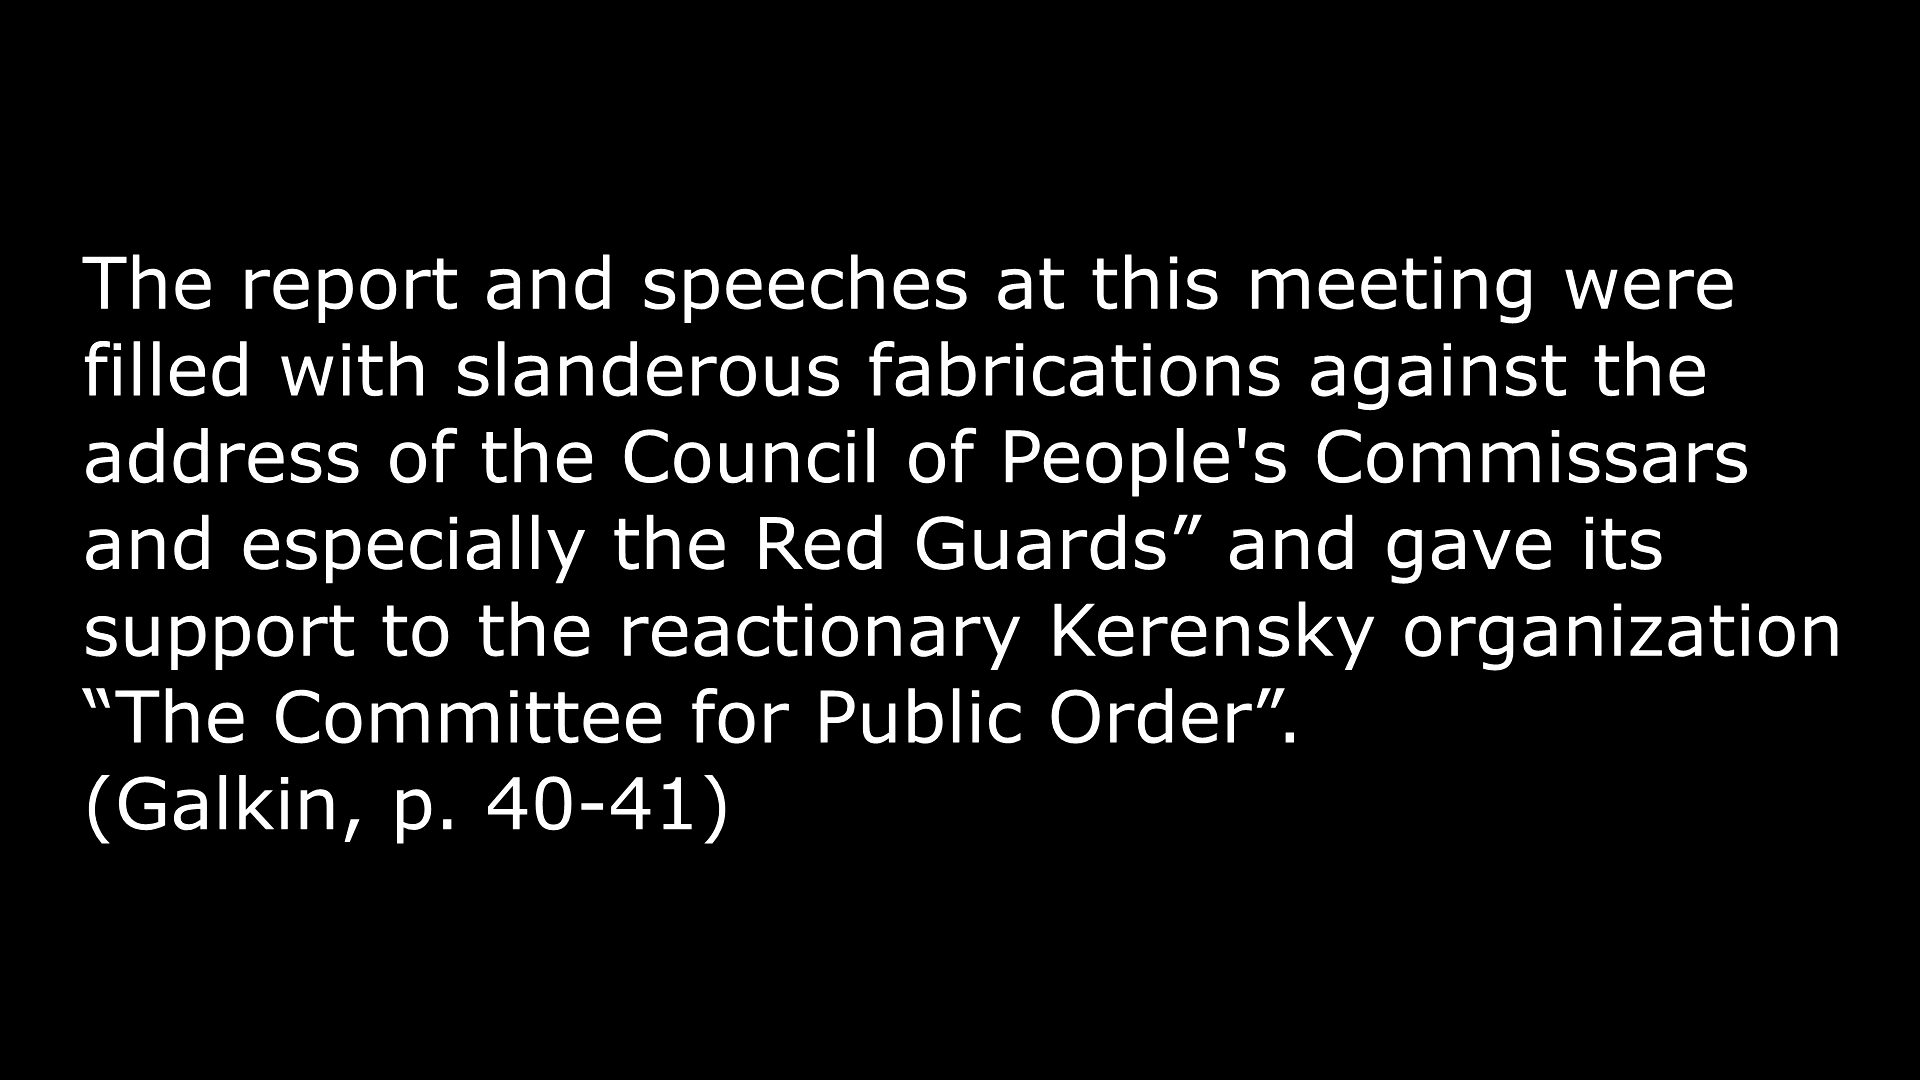 The report and speeches at this meeting were
filled with slanderous fabrications against the
address of the Council of People's Commissars
and especially the Red Guards” and gave its
support to the reactionary Kerensky organization
“The Committee for Public Order”.
(Galkin, p. 40-41)